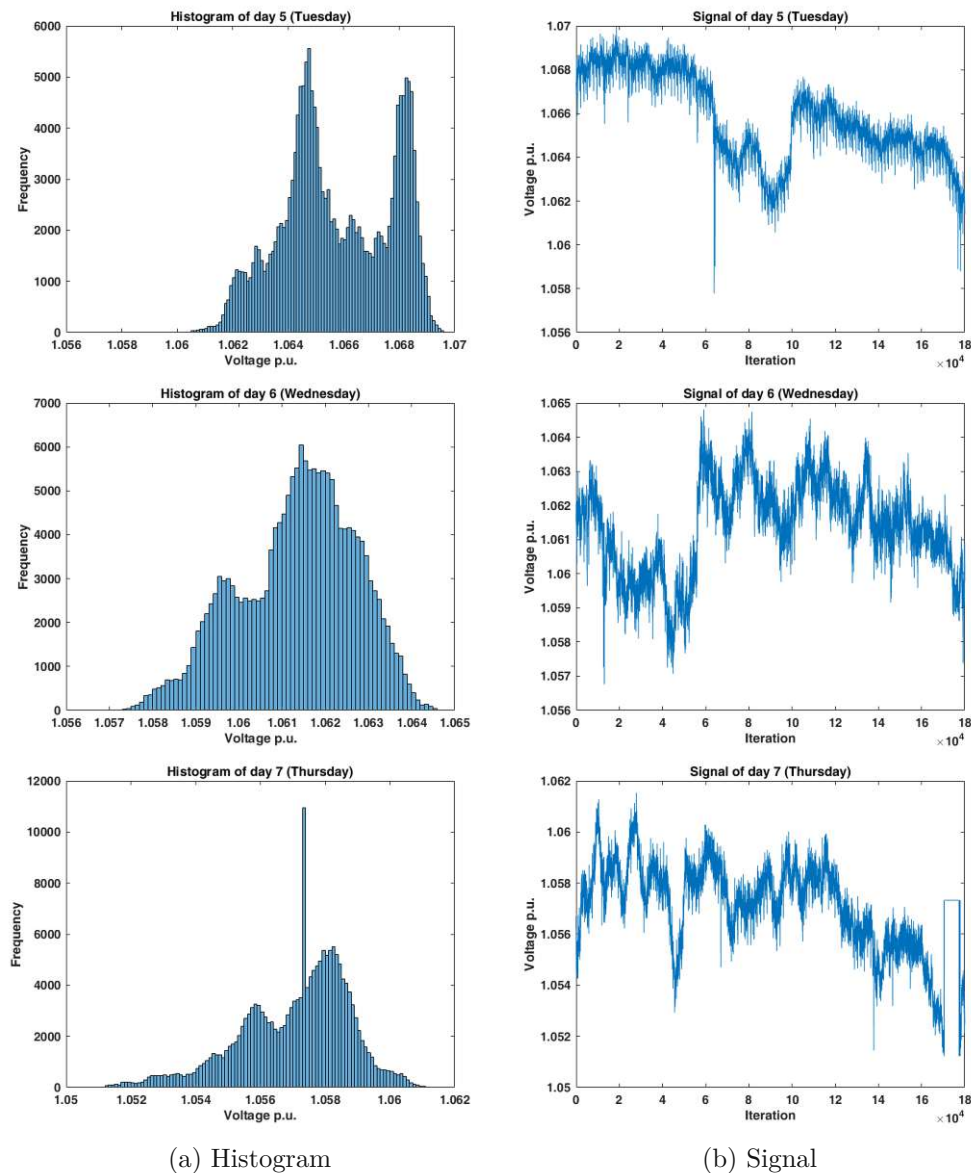 Histogram of day 5 (Tuesday)
6000
5000
4000
3000
2000
1000
0
Frequency
1.056 1.058 1.06 1.062 1.064 1.066 1.068 1.07
Voltage p.u.
Signal of day 5 (Tuesday)
1.07
1.068
1.066
1.064
1.062
1.06
1.058
1.056
Voltage p.u.
0 2 4 6 8 10 12 14 16 18
Iteration
×10⁴
Histogram of day 6 (Wednesday)
7000
6000
5000
4000
3000
2000
1000
0
Frequency
1.056 1.057 1.058 1.059 1.06 1.061 1.062 1.063 1.064 1.065
Voltage p.u.
Signal of day 6 (Wednesday)
1.065
1.064
1.063
1.062
1.061
1.06
1.059
1.058
1.057
1.056
Voltage p.u.
0 2 4 6 8 10 12 14 16 18
Iteration
×10⁴
Histogram of day 7 (Thursday)
12000
10000
8000
6000
4000
2000
0
Frequency
1.05 1.052 1.054 1.056 1.058 1.06 1.062
Voltage p.u.
Signal of day 7 (Thursday)
1.062
1.06
1.058
1.056
1.054
1.052
1.05
Voltage p.u.
0 2 4 6 8 10 12 14 16 18
Iteration
×10⁴
(a) Histogram
(b) Signal